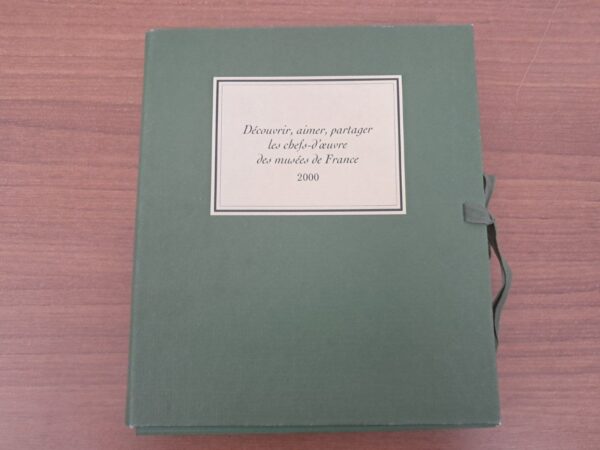 Découvrir, aimer, partager
les chefs-d'œuvre
des musées de France
2000